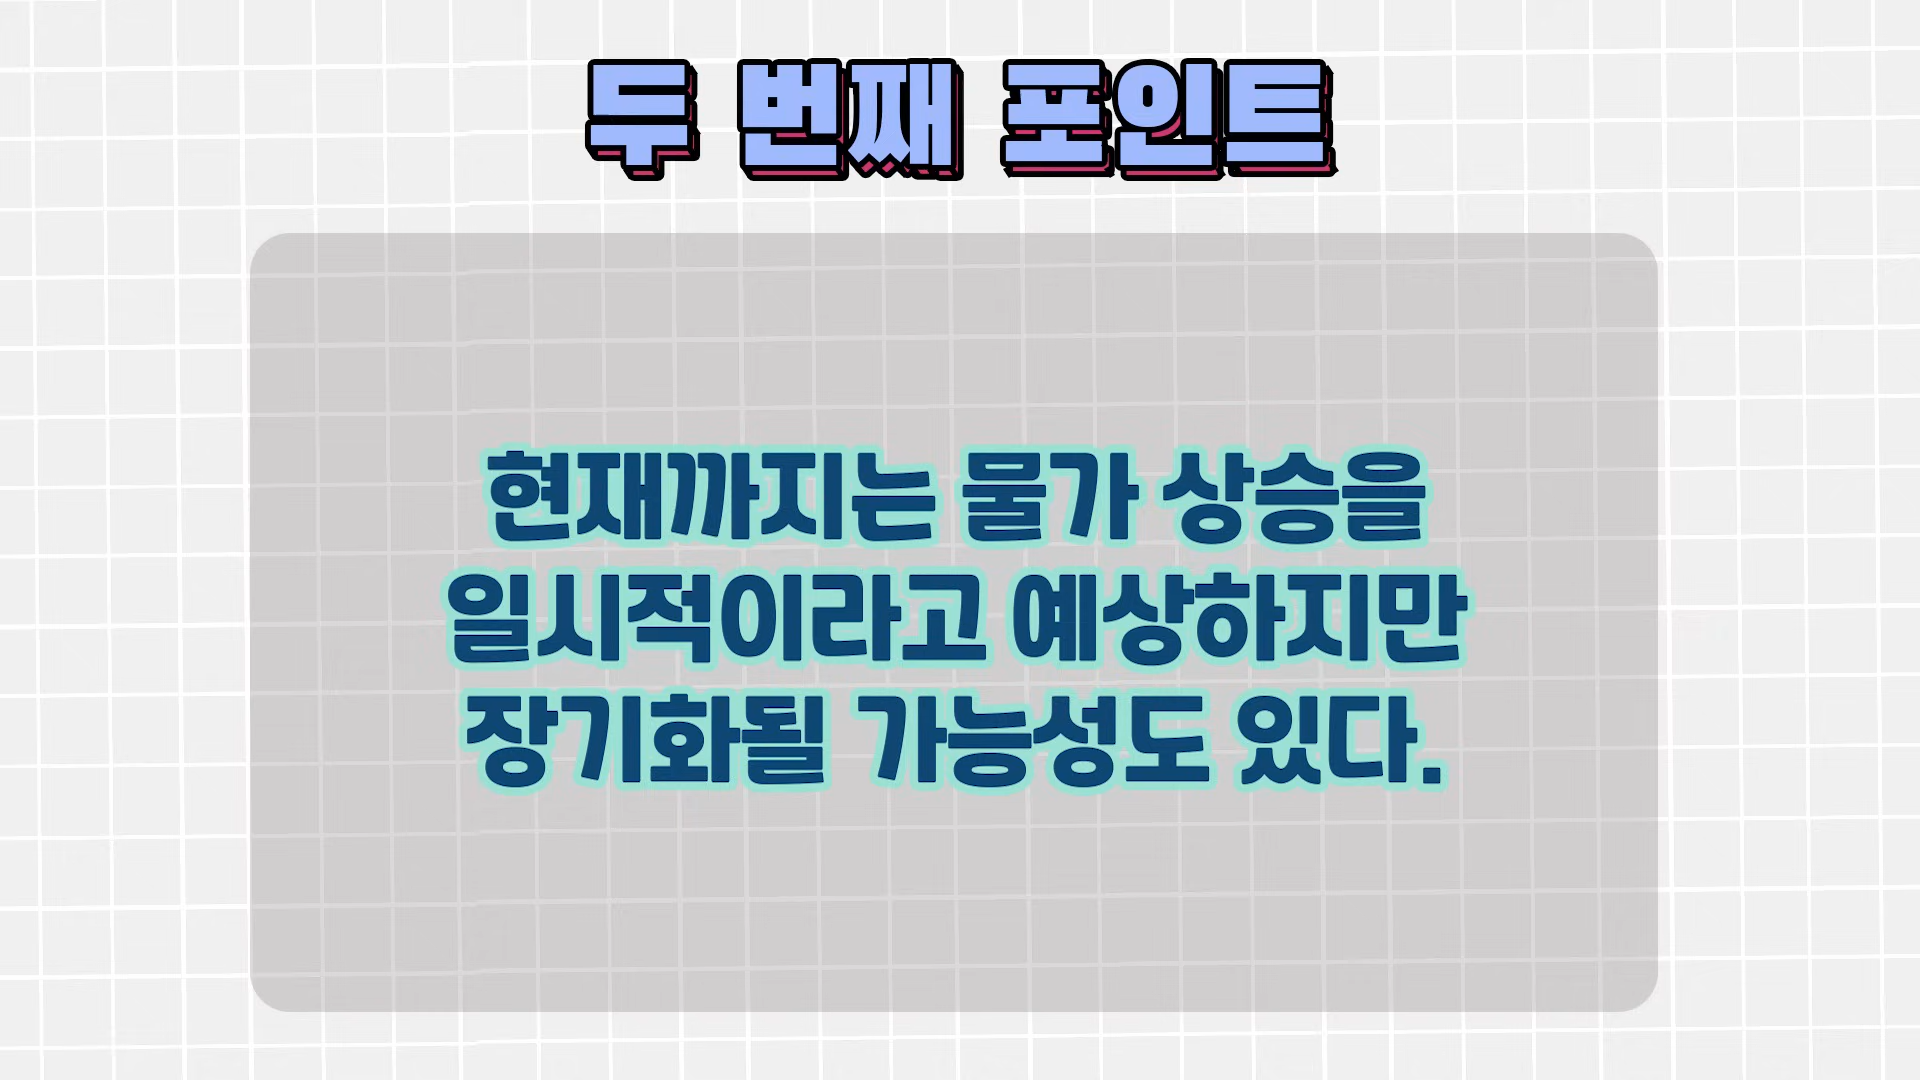 두 번째 포인트
현재까지는 물가 상승을
일시적이라고 예상하지만
장기화될 가능성도 있다.